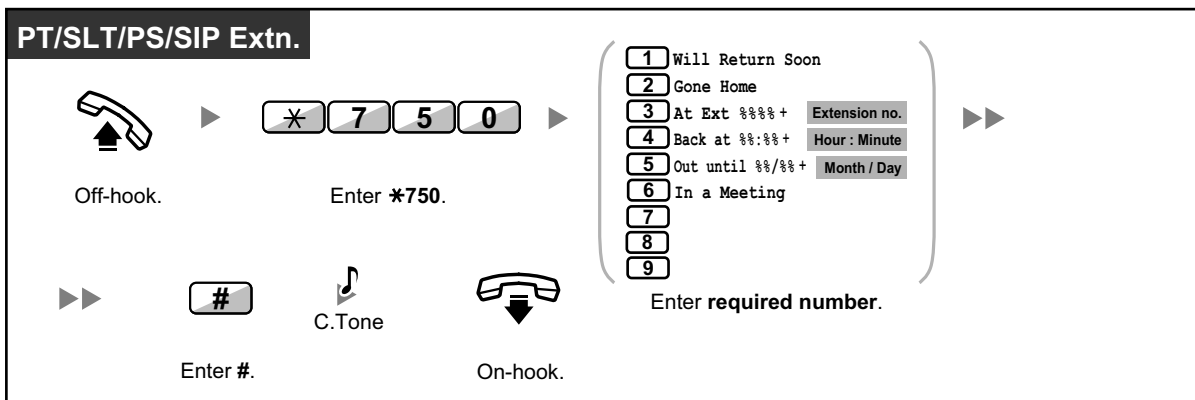 PT/SLT/PS/SIP Extn.
Off-hook.
* 7 5 0
Enter *750.
1 Will Return Soon
2 Gone Home
3 At Ext %%%% + Extension no.
4 Back at %%:%% + Hour : Minute
5 Out until %%/%% + Month / Day
6 In a Meeting
7
8
9
Enter required number.
#
Enter #.
C.Tone
On-hook.